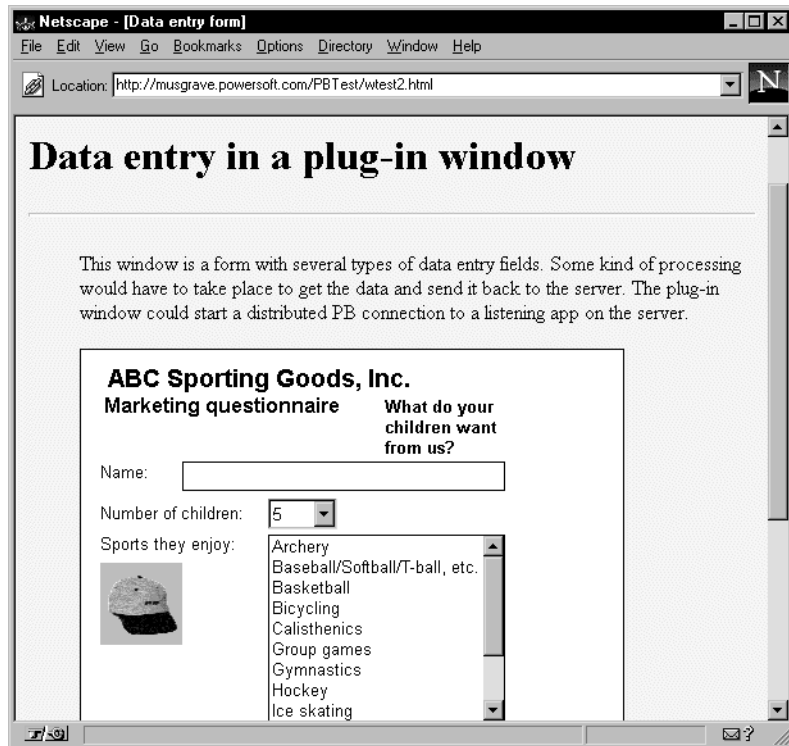 Netscape - [Data entry form]
File Edit View Go Bookmarks Options Directory Window Help
Location: http://musgrave.powersoft.com/PBTest/wtest2.html
N
Data entry in a plug-in window
This window is a form with several types of data entry fields. Some kind of processing
would have to take place to get the data and send it back to the server. The plug-in
window could start a distributed PB connection to a listening app on the server.
ABC Sporting Goods, Inc.
Marketing questionnaire
What do your
children want
from us?
Name:
Number of children: 5
Sports they enjoy:
Archery
Baseball/Softball/T-ball, etc.
Basketball
Bicycling
Calisthenics
Group games
Gymnastics
Hockey
Ice skating
?